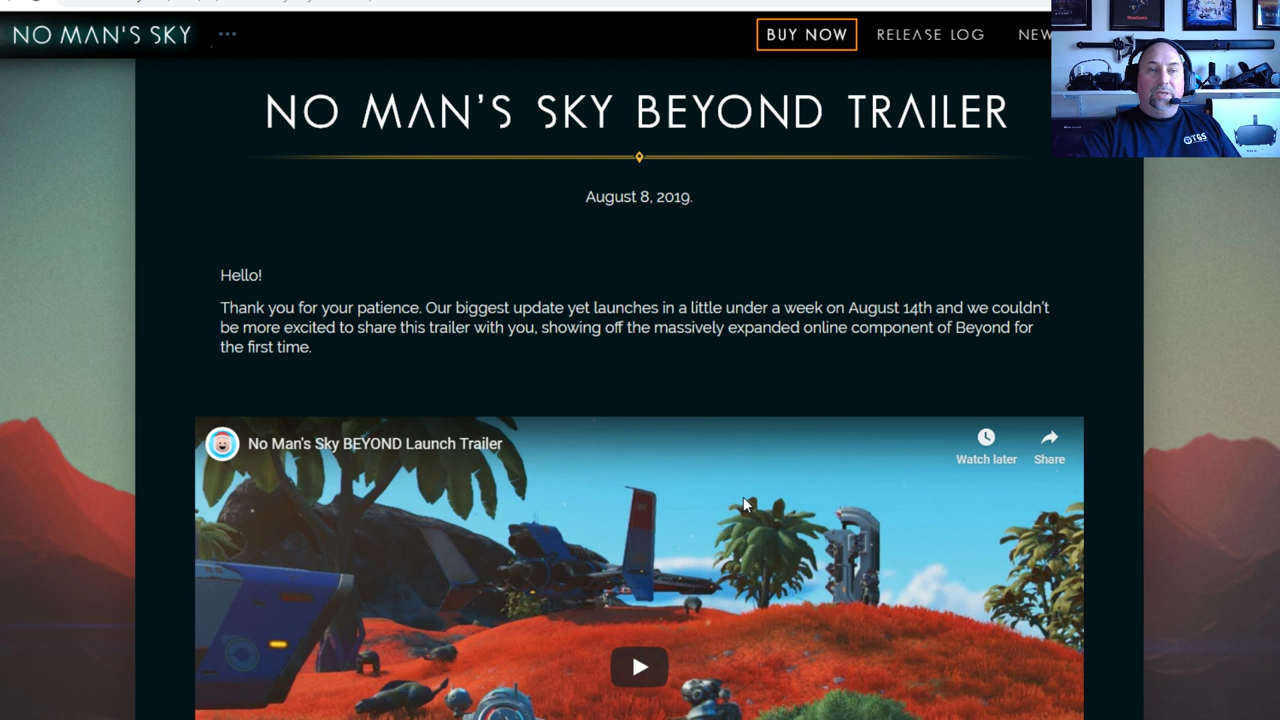 NO MAN'S SKY
BUY NOW
RELEASE LOG
NEW
NO MAN'S SKY BEYOND TRAILER
August 8, 2019.
Hello!
Thank you for your patience. Our biggest update yet launches in a little under a week on August 14th and we couldn't
be more excited to share this trailer with you, showing off the massively expanded online component of Beyond for
the first time.
No Man's Sky BEYOND Launch Trailer
Watch later
Share
TGS